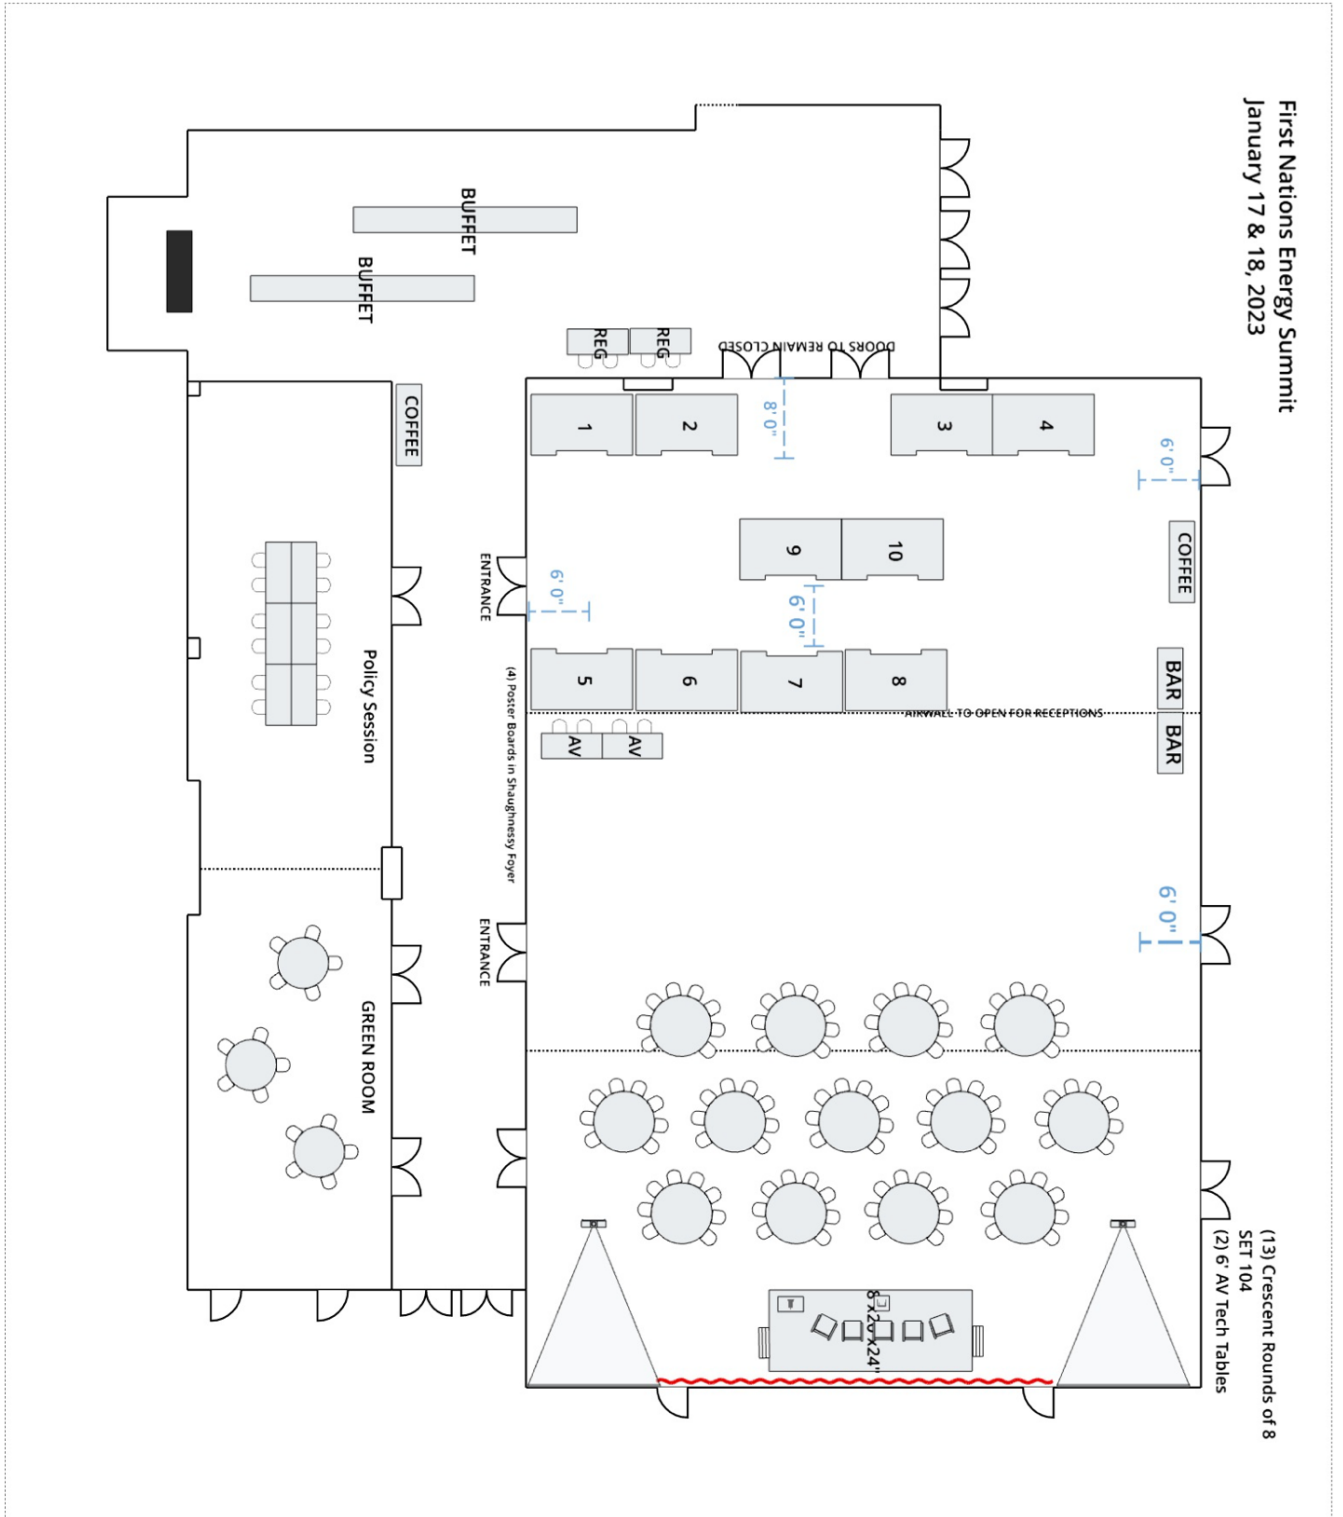 First Nations Energy Summit
January 17 & 18, 2023
BUFFET
BUFFET
REG
REG
DOORS TO REMAIN CLOSED
COFFEE
1
2
8' 0"
3
4
6' 0"
9
10
COFFEE
ENTRANCE
6' 0"
6' 0"
5
6
7
8
BAR
AIRWALL TO OPEN FOR RECEPTIONS
BAR
AV
AV
Policy Session
(4) Poster Boards in Shaughnessy Foyer
6' 0"
ENTRANCE
GREEN ROOM
(13) Crescent Rounds of 8
SET 104
(2) 6' AV Tech Tables
8'x20'x24"